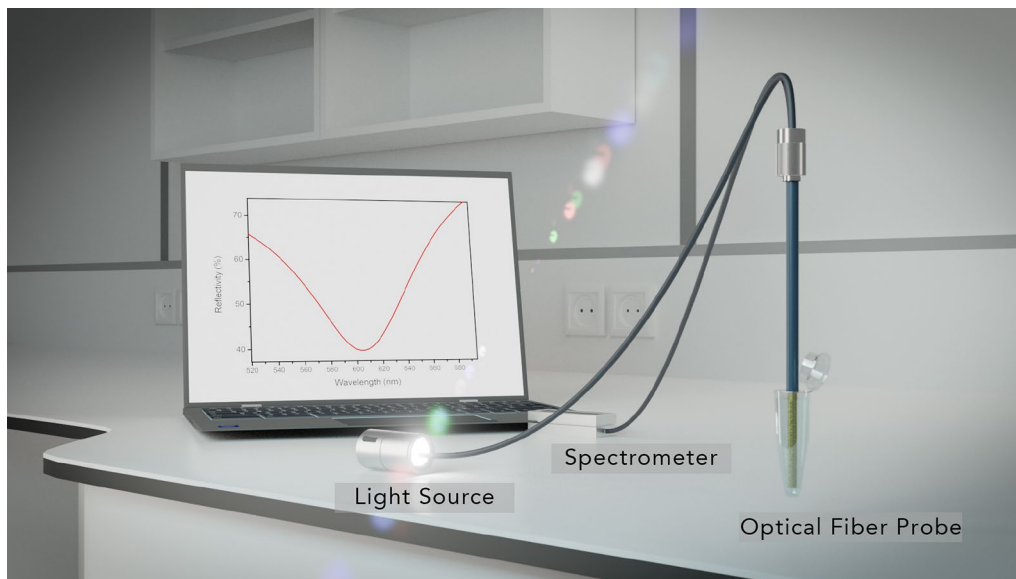 70
60
50
40
Reflectivity (%)
520 540 560 580 600 620 640 660 680
Wavelength (nm)
Spectrometer
Light Source
Optical Fiber Probe